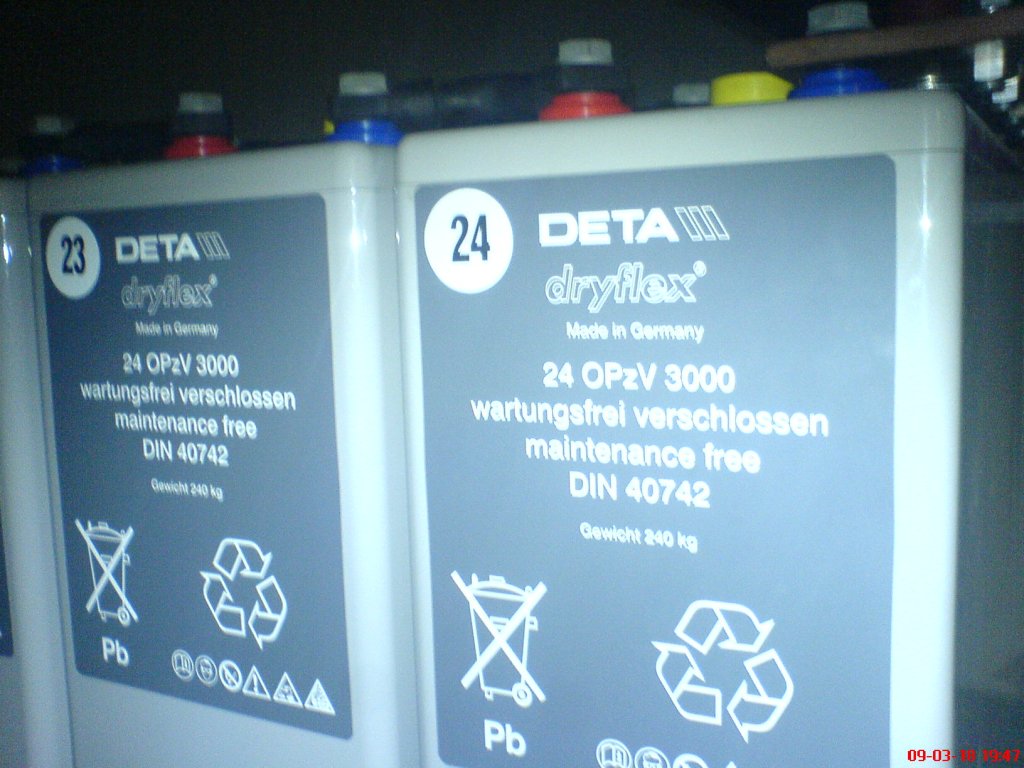 23
DETA
dryflex®
Made in Germany
24 OPzV 3000
wartungsfrei verschlossen
maintenance free
DIN 40742
Gewicht 240 kg
Pb
24
DETA
dryflex®
Made in Germany
24 OPzV 3000
wartungsfrei verschlossen
maintenance free
DIN 40742
Gewicht 240 kg
Pb
19:47